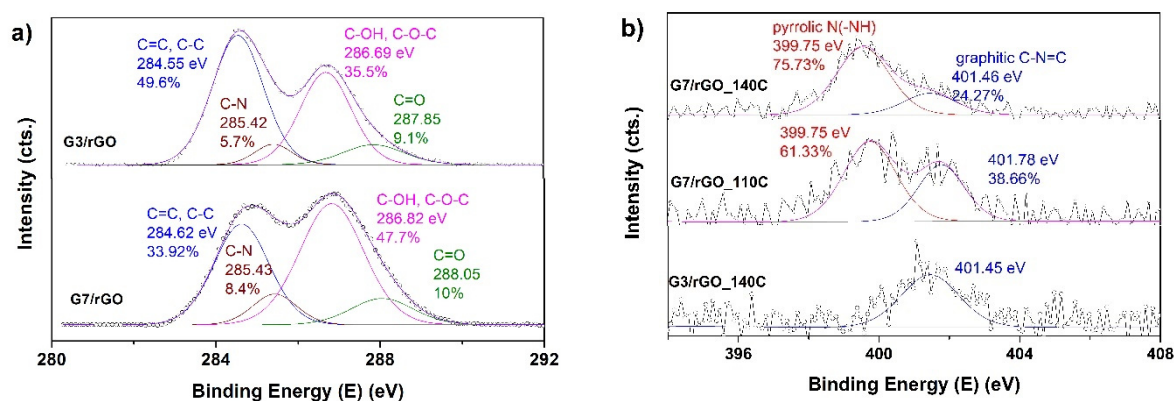 a)
C=C, C-C
284.55 eV
49.6%
C-OH, C-O-C
286.69 eV
35.5%
C-N
285.42
5.7%
C=O
287.85
9.1%
G3/rGO
C=C, C-C
284.62 eV
33.92%
C-OH, C-O-C
286.82 eV
47.7%
C-N
285.43
8.4%
C=O
288.05
10%
G7/rGO
Intensity (cts.)
280
284
288
292
Binding Energy (E) (eV)
b)
pyrrolic N(-NH)
399.75 eV
75.73%
graphitic C-N=C
401.46 eV
24.27%
G7/rGO_140C
399.75 eV
61.33%
401.78 eV
38.66%
G7/rGO_110C
401.45 eV
G3/rGO_140C
Intensity (cts.)
396
400
404
408
Binding Energy (E) (eV)